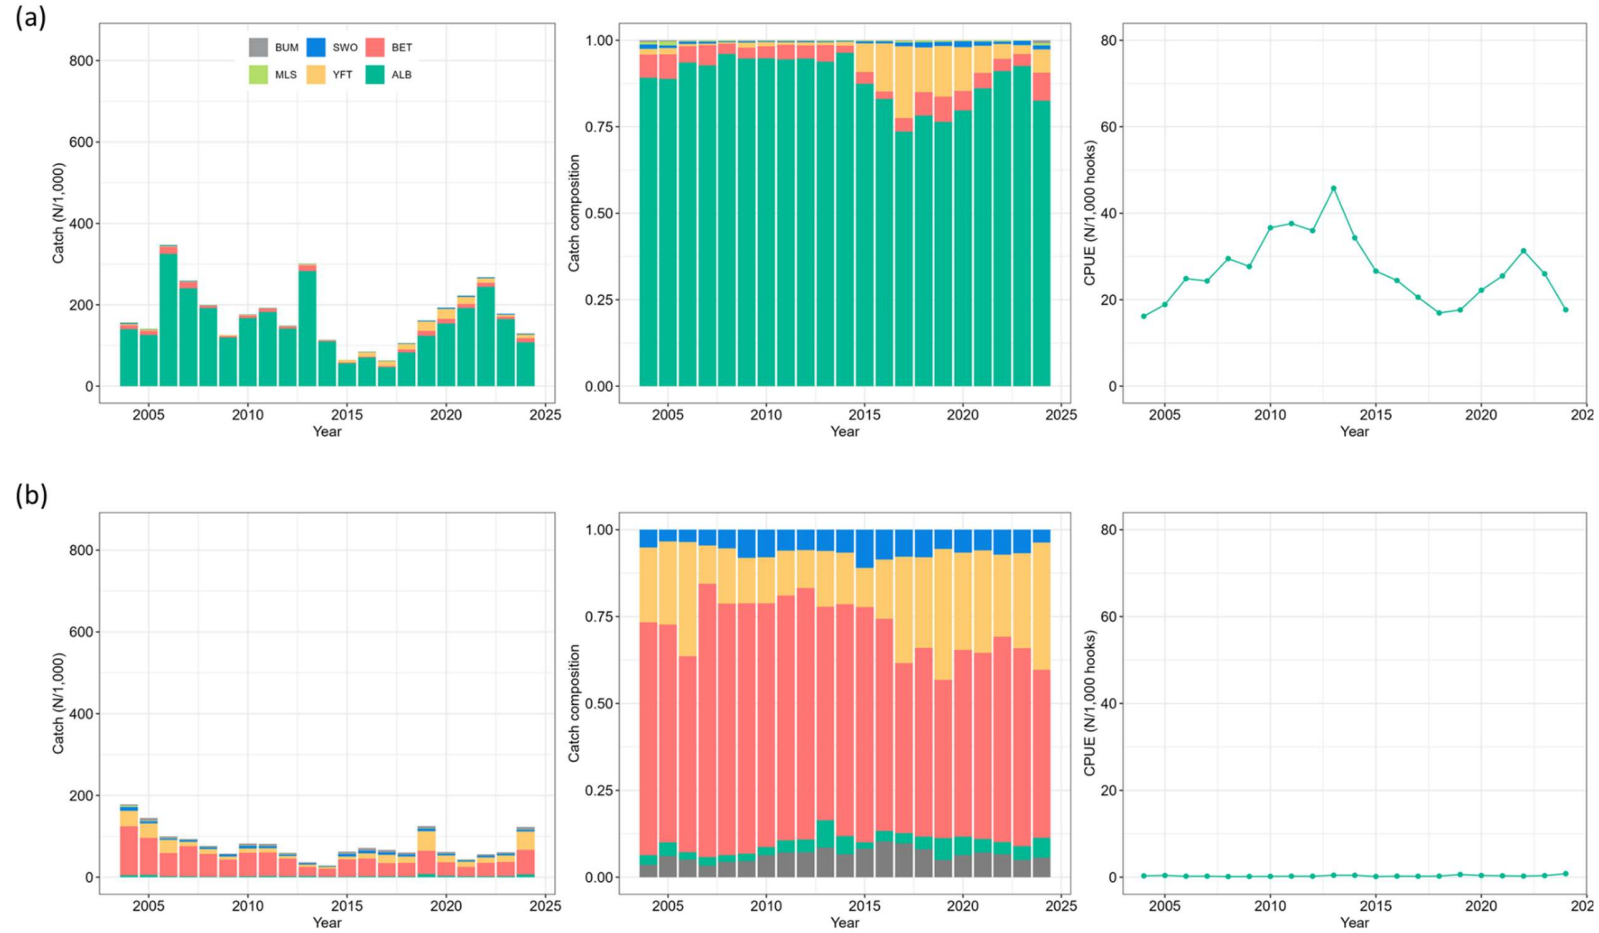 (a)
Catch (N/1,000)
800
600
400
200
0
BUM SWO BET
MLS YFT ALB
2005 2010 2015 2020 2025
Year
Catch composition
1.00
0.75
0.50
0.25
0.00
2005 2010 2015 2020 2025
Year
CPUE (N/1,000 hooks)
80
60
40
20
0
2005 2010 2015 2020 202
Year
(b)
Catch (N/1,000)
800
600
400
200
0
2005 2010 2015 2020 2025
Year
Catch composition
1.00
0.75
0.50
0.25
0.00
2005 2010 2015 2020 2025
Year
CPUE (N/1,000 hooks)
80
60
40
20
0
2005 2010 2015 2020 202
Year